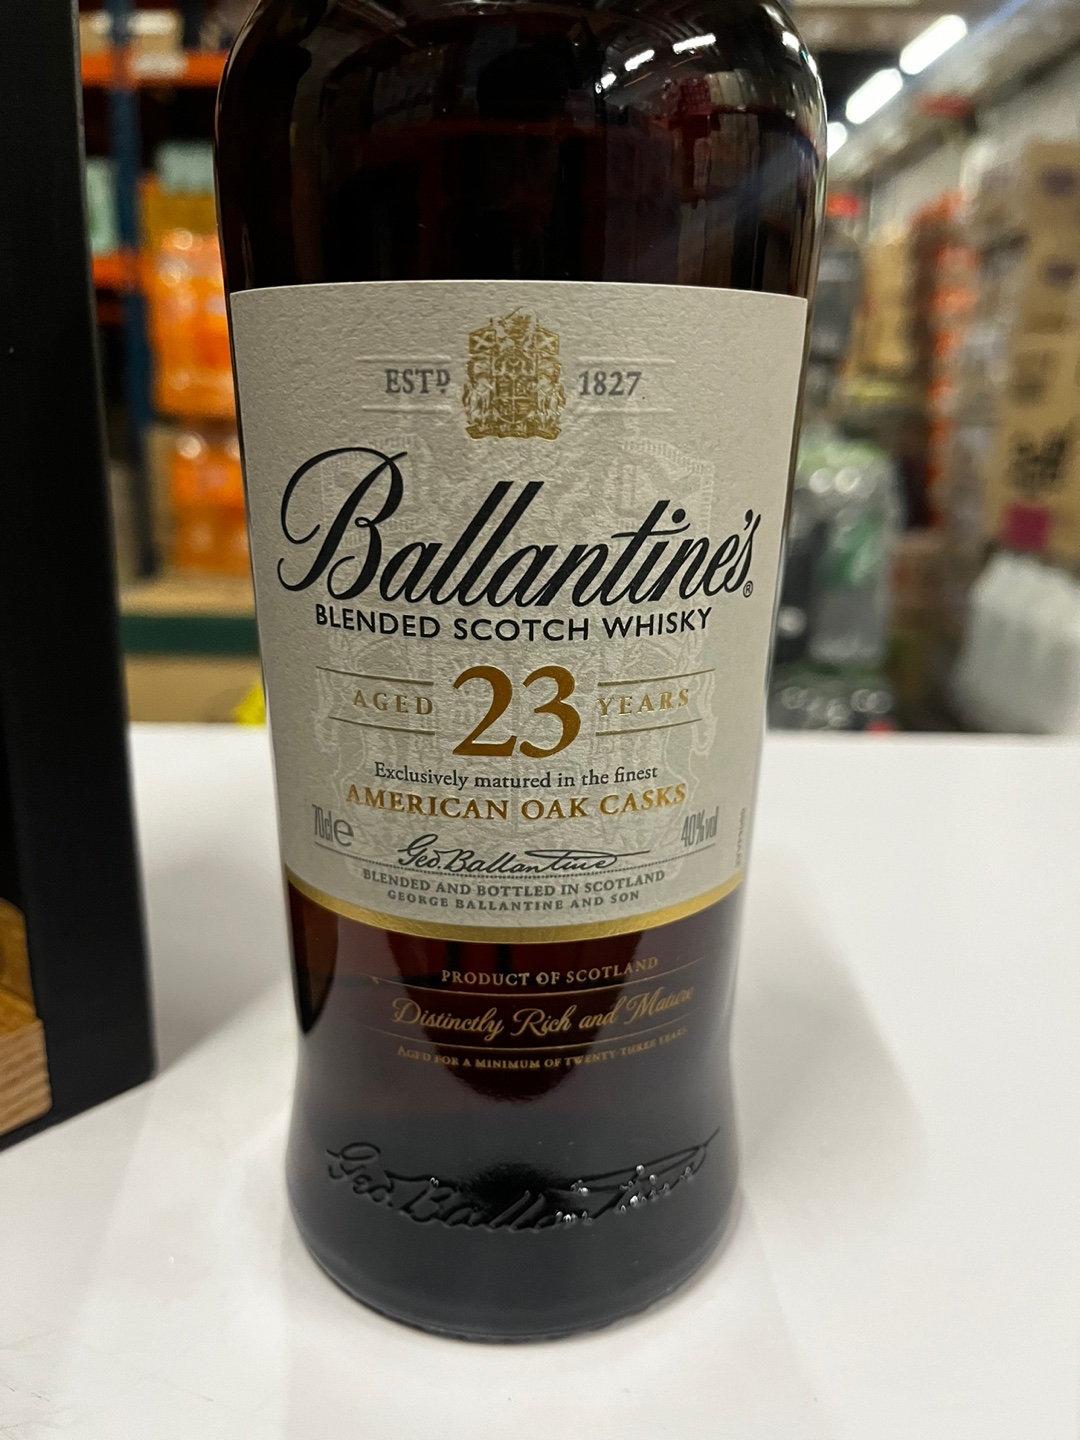 ESTD 1827
Ballantine's®
BLENDED SCOTCH WHISKY
AGED 23 YEARS
Exclusively matured in the finest
AMERICAN OAK CASKS
70cl e 40%vol
Geo. Ballantine
BLENDED AND BOTTLED IN SCOTLAND
GEORGE BALLANTINE AND SON
PRODUCT OF SCOTLAND
Distinctly Rich and Mature
AGED FOR A MINIMUM OF TWENTY-THREE YEARS
Geo. Ballantine